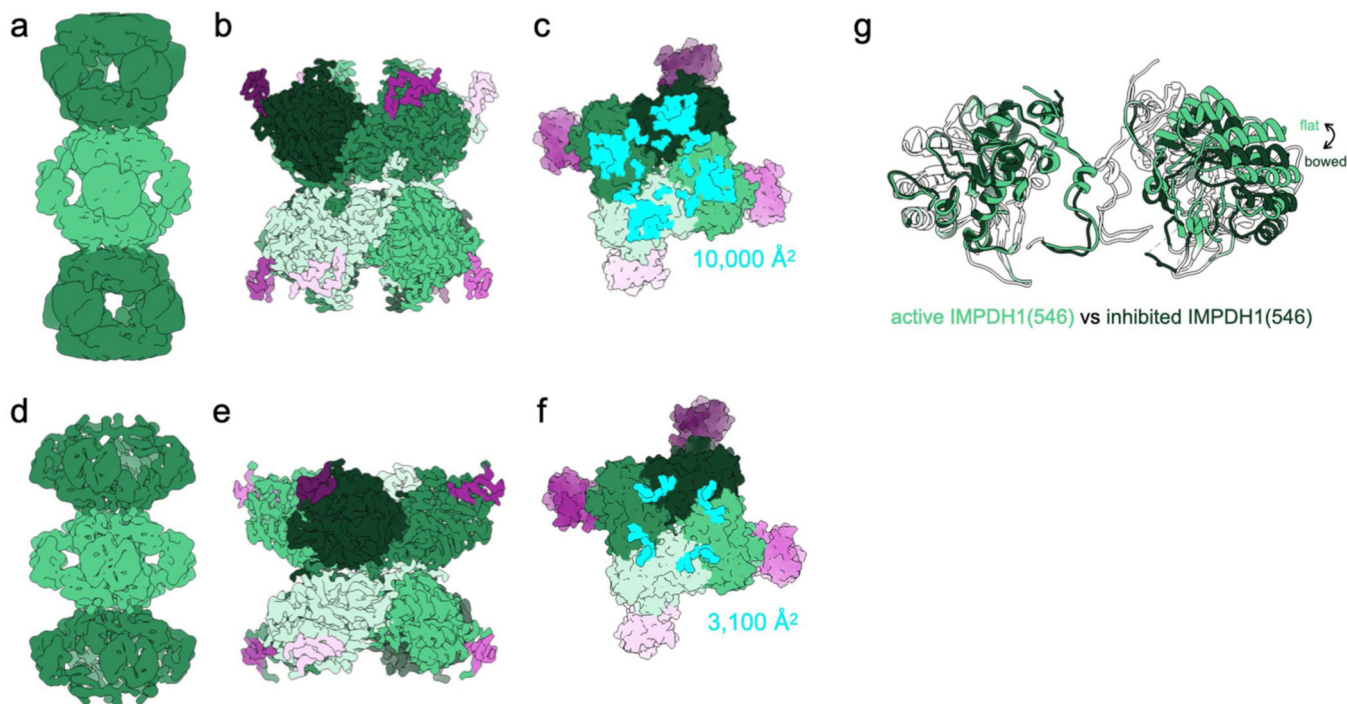 a
b
c
g
flat
bowed
10,000 Å²
active IMPDH1(546) vs inhibited IMPDH1(546)
d
e
f
3,100 Å²